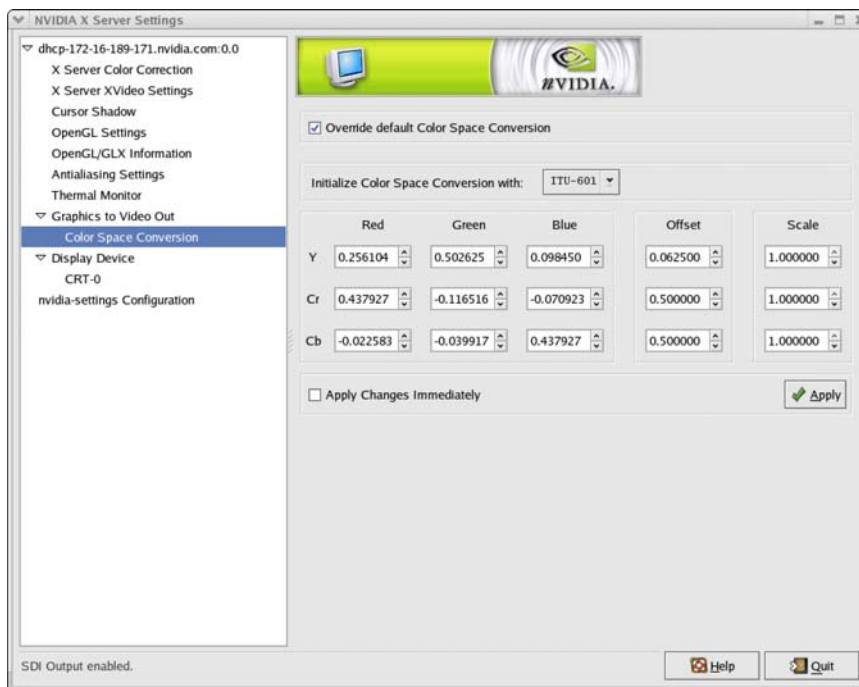 NVIDIA X Server Settings
dhcp-172-16-189-171.nvidia.com:0.0
X Server Color Correction
X Server XVideo Settings
Cursor Shadow
OpenGL Settings
OpenGL/GLX Information
Antialiasing Settings
Thermal Monitor
Graphics to Video Out
Color Space Conversion
Display Device
CRT-0
nvidia-settings Configuration
nVIDIA.
Override default Color Space Conversion
Initialize Color Space Conversion with: ITU-601
Red Green Blue Offset Scale
Y 0.256104 0.502625 0.098450 0.062500 1.000000
Cr 0.437927 -0.116516 -0.070923 0.500000 1.000000
Cb -0.022583 -0.039917 0.437927 0.500000 1.000000
Apply Changes Immediately Apply
SDI Output enabled. Help Quit